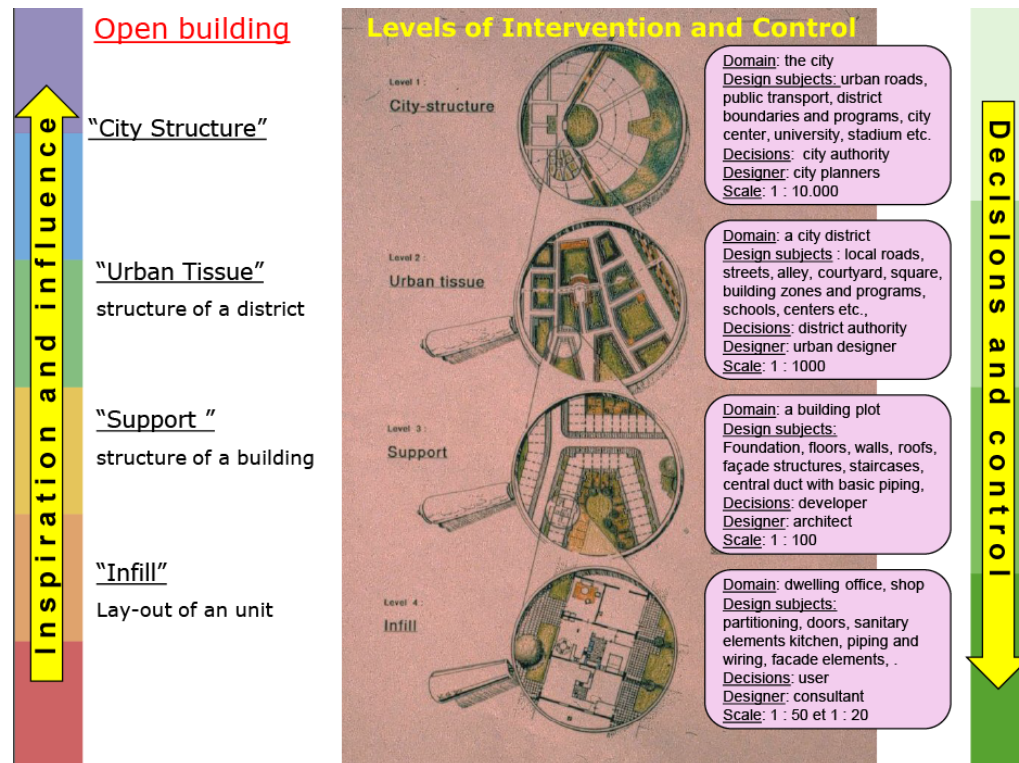 Open building
Levels of Intervention and Control
Inspiration and influence
“City Structure”
“Urban Tissue”
structure of a district
“Support ”
structure of a building
“Infill”
Lay-out of an unit
Level 1 :
City-structure
Level 2 :
Urban tissue
Level 3 :
Support
Level 4 :
Infill
Domain: the city
Design subjects: urban roads,
public transport, district
boundaries and programs, city
center, university, stadium etc.
Decisions: city authority
Designer: city planners
Scale: 1 : 10.000
Domain: a city district
Design subjects : local roads,
streets, alley, courtyard, square,
building zones and programs,
schools, centers etc.,
Decisions: district authority
Designer: urban designer
Scale: 1 : 1000
Domain: a building plot
Design subjects:
Foundation, floors, walls, roofs,
façade structures, staircases,
central duct with basic piping,
Decisions: developer
Designer: architect
Scale: 1 : 100
Domain: dwelling office, shop
Design subjects:
partitioning, doors, sanitary
elements kitchen, piping and
wiring, facade elements, .
Decisions: user
Designer: consultant
Scale: 1 : 50 et 1 : 20
Decisions and control